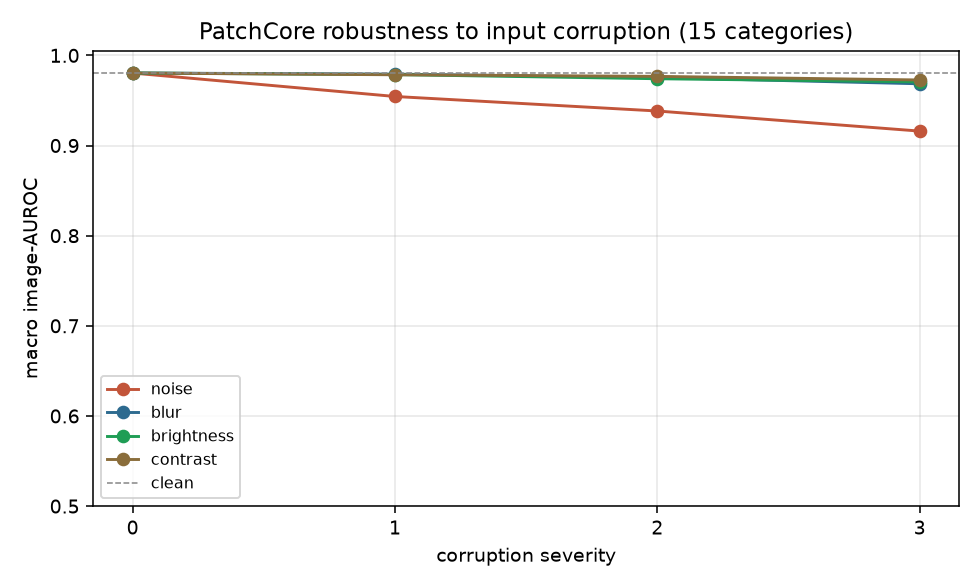 PatchCore robustness to input corruption (15 categories)
macro image-AUROC
1.0
0.9
0.8
0.7
0.6
0.5
noise
blur
brightness
contrast
clean
0 1 2 3
corruption severity